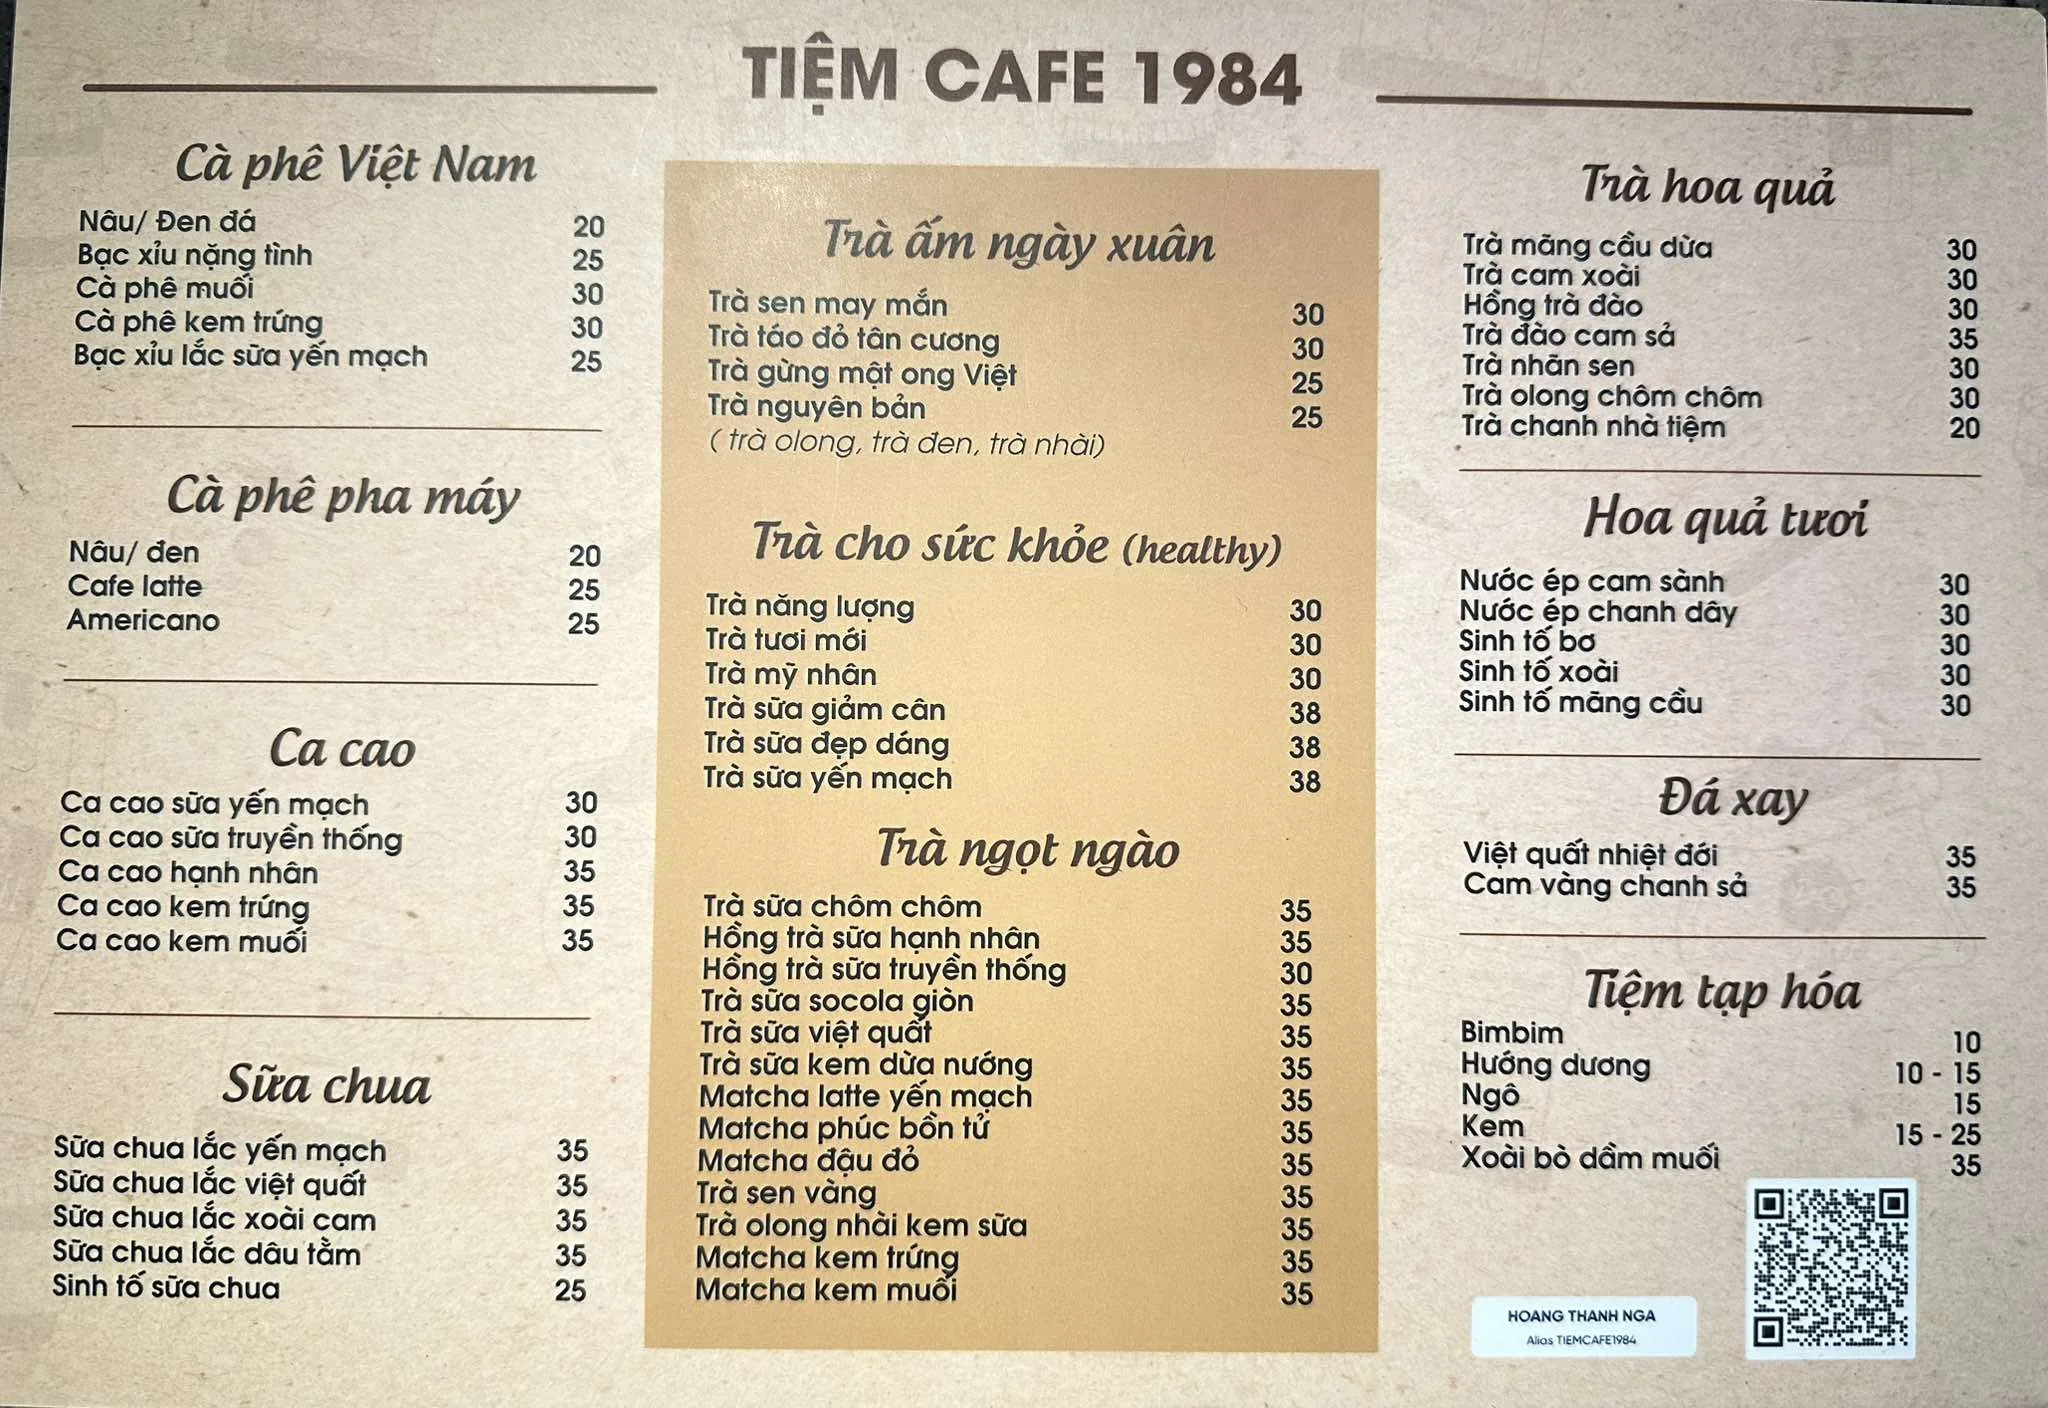 TIỆM CAFE 1984
Cà phê Việt Nam
Nâu/ Đen đá 20
Bạc xỉu nặng tình 25
Cà phê muối 30
Cà phê kem trứng 30
Bạc xỉu lắc sữa yến mạch 25
Cà phê pha máy
Nâu/ đen 20
Cafe latte 25
Americano 25
Ca cao
Ca cao sữa yến mạch 30
Ca cao sữa truyền thống 30
Ca cao hạnh nhân 35
Ca cao kem trứng 35
Ca cao kem muối 35
Sữa chua
Sữa chua lắc yến mạch 35
Sữa chua lắc việt quất 35
Sữa chua lắc xoài cam 35
Sữa chua lắc dâu tằm 35
Sinh tố sữa chua 25
Trà ấm ngày xuân
Trà sen may mắn 30
Trà táo đỏ tân cương 30
Trà gừng mật ong Việt 25
Trà nguyên bản 25
( trà olong, trà đen, trà nhài)
Trà cho sức khỏe (healthy)
Trà năng lượng 30
Trà tươi mới 30
Trà mỹ nhân 30
Trà sữa giảm cân 38
Trà sữa đẹp dáng 38
Trà sữa yến mạch 38
Trà ngọt ngào
Trà sữa chôm chôm 35
Hồng trà sữa hạnh nhân 35
Hồng trà sữa truyền thống 30
Trà sữa socola giòn 35
Trà sữa việt quất 35
Trà sữa kem dừa nướng 35
Matcha latte yến mạch 35
Matcha phúc bồn tử 35
Matcha đậu đỏ 35
Trà sen vàng 35
Trà olong nhài kem sữa 35
Matcha kem trứng 35
Matcha kem muối 35
Trà hoa quả
Trà mãng cầu dừa 30
Trà cam xoài 30
Hồng trà đào 30
Trà đào cam sả 35
Trà nhãn sen 30
Trà olong chôm chôm 30
Trà chanh nhà tiệm 20
Hoa quả tươi
Nước ép cam sành 30
Nước ép chanh dây 30
Sinh tố bơ 30
Sinh tố xoài 30
Sinh tố mãng cầu 30
Đá xay
Việt quất nhiệt đới 35
Cam vàng chanh sả 35
Tiệm tạp hóa
Bimbim 10
Hướng dương 10 - 15
Ngô 15
Kem 15 - 25
Xoài bò dầm muối 35
HOANG THANH NGA
Alias TIEMCAFE1984